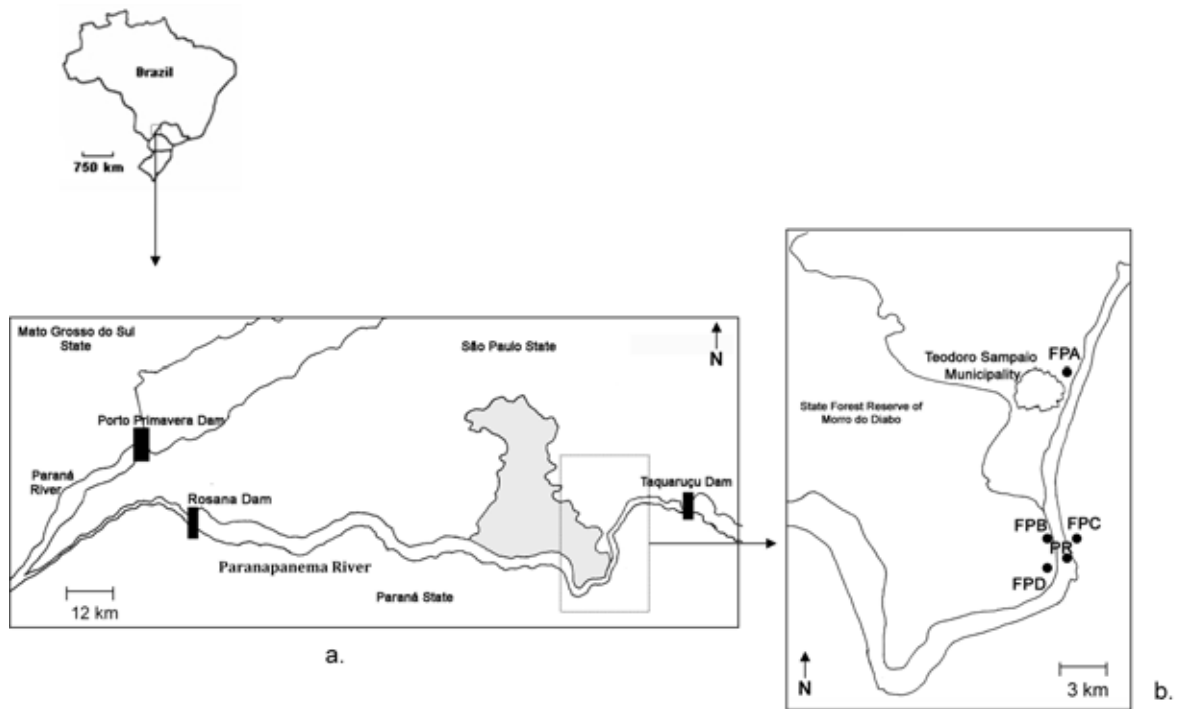 Brazil
750 km
Mato Grosso do Sul
State
São Paulo State
N
Porto Primavera Dam
Paraná
River
Rosana Dam
Taquaruçu Dam
Paranapanema River
Paraná State
12 km
a.
Teodoro Sampaio
Municipality
FPA
State Forest Reserve of
Morro do Diabo
FPB
FPC
PR
FPD
N
3 km
b.